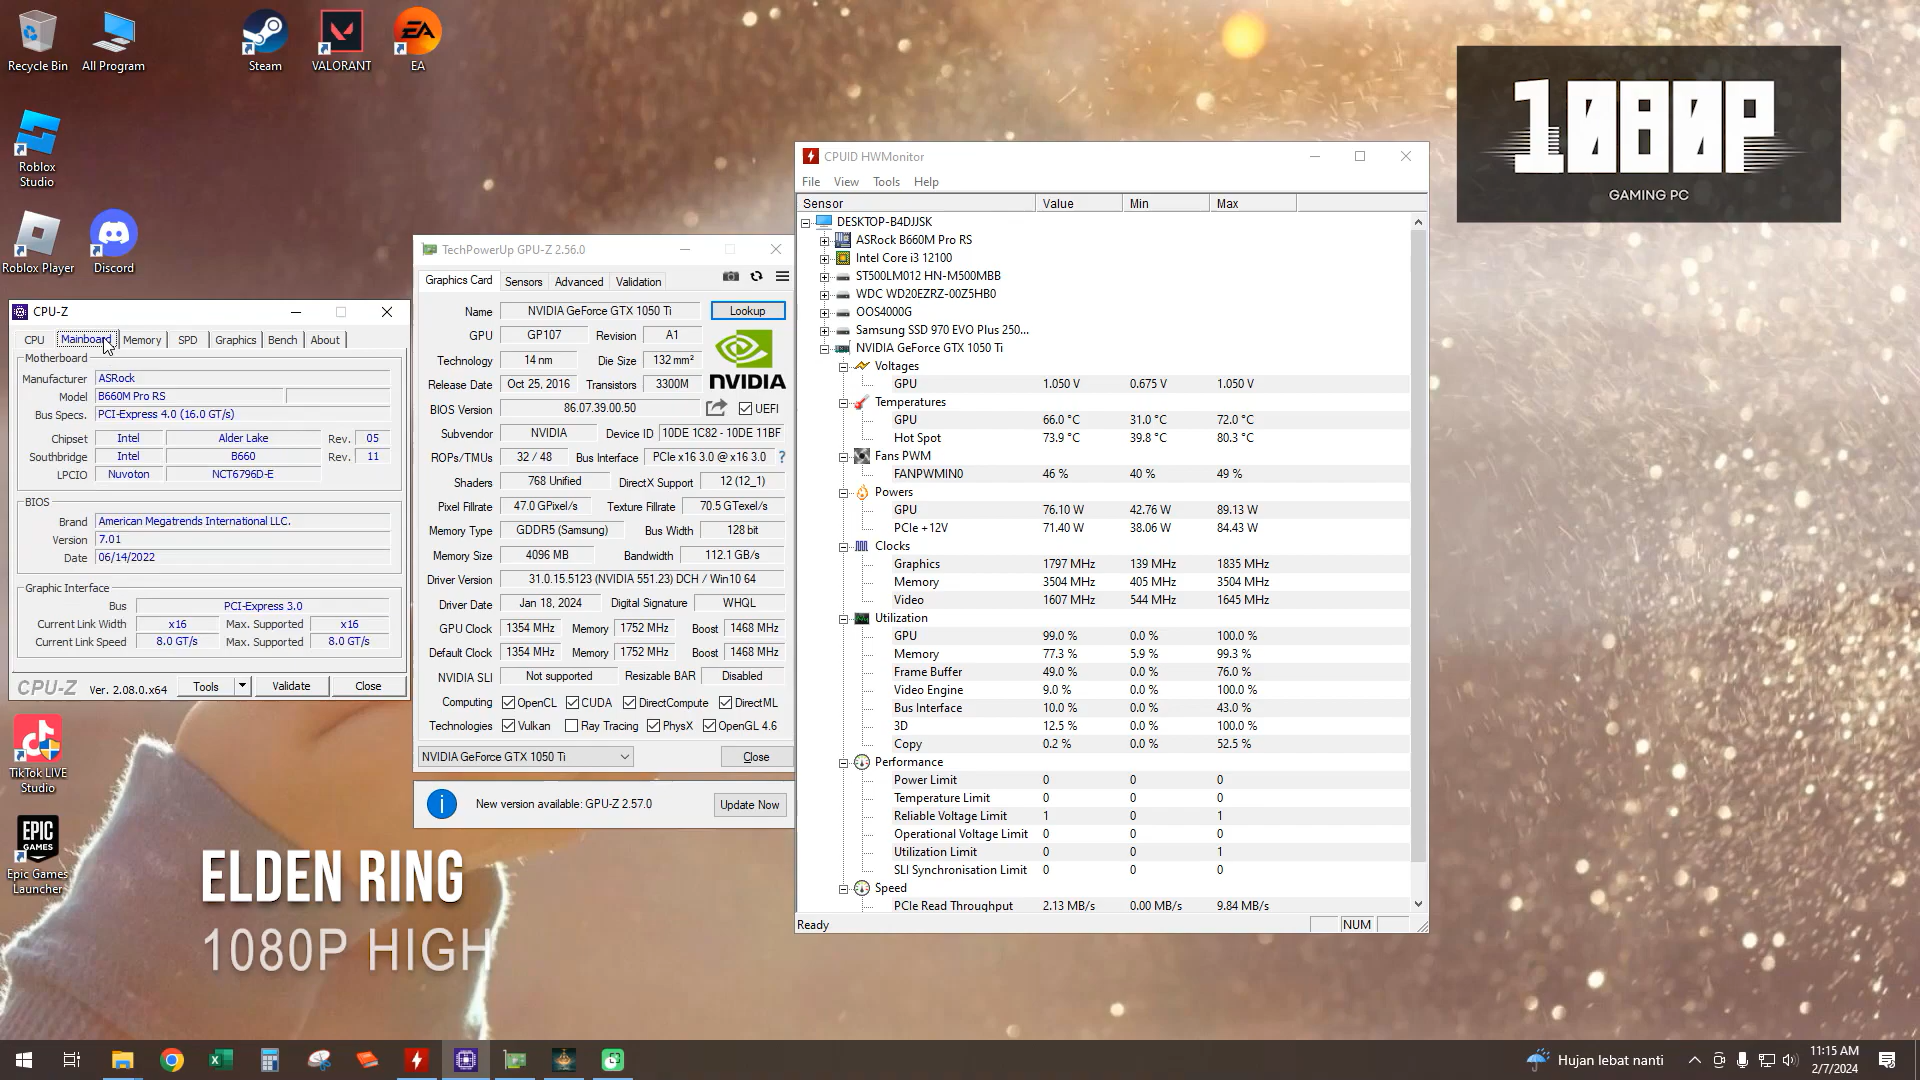 Recycle Bin
All Program
Steam
VALORANT
EA
EA
Roblox Studio
Roblox Player
Discord
1080P
GAMING PC
CPU-Z
CPU Mainboard Memory SPD Graphics Bench About
Motherboard
Manufacturer ASRock
Model B660M Pro RS
Bus Specs. PCI-Express 4.0 (16.0 GT/s)
Chipset Intel Alder Lake Rev. 05
Southbridge Intel B660 Rev. 11
LPCIO Nuvoton NCT6796D-E
BIOS
Brand American Megatrends International LLC.
Version 7.01
Date 06/14/2022
Graphic Interface
Bus PCI-Express 3.0
Current Link Width x16 Max. Supported x16
Current Link Speed 8.0 GT/s Max. Supported 8.0 GT/s
CPU-Z Ver. 2.08.0.x64 Tools Validate Close
TikTok LIVE Studio
EPIC GAMES
Epic Games Launcher
TechPowerUp GPU-Z 2.56.0
Graphics Card Sensors Advanced Validation
Name NVIDIA GeForce GTX 1050 Ti Lookup
GPU GP107 Revision A1
Technology 14 nm Die Size 132 mm²
Release Date Oct 25, 2016 Transistors 3300M
NVIDIA
BIOS Version 86.07.39.00.50 UEFI
Subvendor NVIDIA Device ID 10DE 1C82 - 10DE 11BF
ROPs/TMUs 32 / 48 Bus Interface PCIe x16 3.0 @ x16 3.0 ?
Shaders 768 Unified DirectX Support 12 (12_1)
Pixel Fillrate 47.0 GPixel/s Texture Fillrate 70.5 GTexel/s
Memory Type GDDR5 (Samsung) Bus Width 128 bit
Memory Size 4096 MB Bandwidth 112.1 GB/s
Driver Version 31.0.15.5123 (NVIDIA 551.23) DCH / Win10 64
Driver Date Jan 18, 2024 Digital Signature WHQL
GPU Clock 1354 MHz Memory 1752 MHz Boost 1468 MHz
Default Clock 1354 MHz Memory 1752 MHz Boost 1468 MHz
NVIDIA SLI Not supported Resizable BAR Disabled
Computing OpenCL CUDA DirectCompute DirectML
Technologies Vulkan Ray Tracing PhysX OpenGL 4.6
NVIDIA GeForce GTX 1050 Ti Close
New version available: GPU-Z 2.57.0 Update Now
CPUID HWMonitor
File View Tools Help
Sensor Value Min Max
DESKTOP-B4DJJSK
ASRock B660M Pro RS
Intel Core i3 12100
ST500LM012 HN-M500MBB
WDC WD20EZRZ-00Z5HB0
OOS4000G
Samsung SSD 970 EVO Plus 250...
NVIDIA GeForce GTX 1050 Ti
Voltages
GPU 1.050 V 0.675 V 1.050 V
Temperatures
GPU 66.0 °C 31.0 °C 72.0 °C
Hot Spot 73.9 °C 39.8 °C 80.3 °C
Fans PWM
FANPWMIN0 46 % 40 % 49 %
Powers
GPU 76.10 W 42.76 W 89.13 W
PCIe +12V 71.40 W 38.06 W 84.43 W
Clocks
Graphics 1797 MHz 139 MHz 1835 MHz
Memory 3504 MHz 405 MHz 3504 MHz
Video 1607 MHz 544 MHz 1645 MHz
Utilization
GPU 99.0 % 0.0 % 100.0 %
Memory 77.3 % 5.9 % 99.3 %
Frame Buffer 49.0 % 0.0 % 76.0 %
Video Engine 9.0 % 0.0 % 100.0 %
Bus Interface 10.0 % 0.0 % 43.0 %
3D 12.5 % 0.0 % 100.0 %
Copy 0.2 % 0.0 % 52.5 %
Performance
Power Limit 0 0 0
Temperature Limit 0 0 0
Reliable Voltage Limit 1 0 1
Operational Voltage Limit 0 0 0
Utilization Limit 0 0 1
SLI Synchronisation Limit 0 0 0
Speed
PCIe Read Throughput 2.13 MB/s 0.00 MB/s 9.84 MB/s
Ready NUM
ELDEN RING
1080P HIGH
Hujan lebat nanti
11:15 AM
2/7/2024